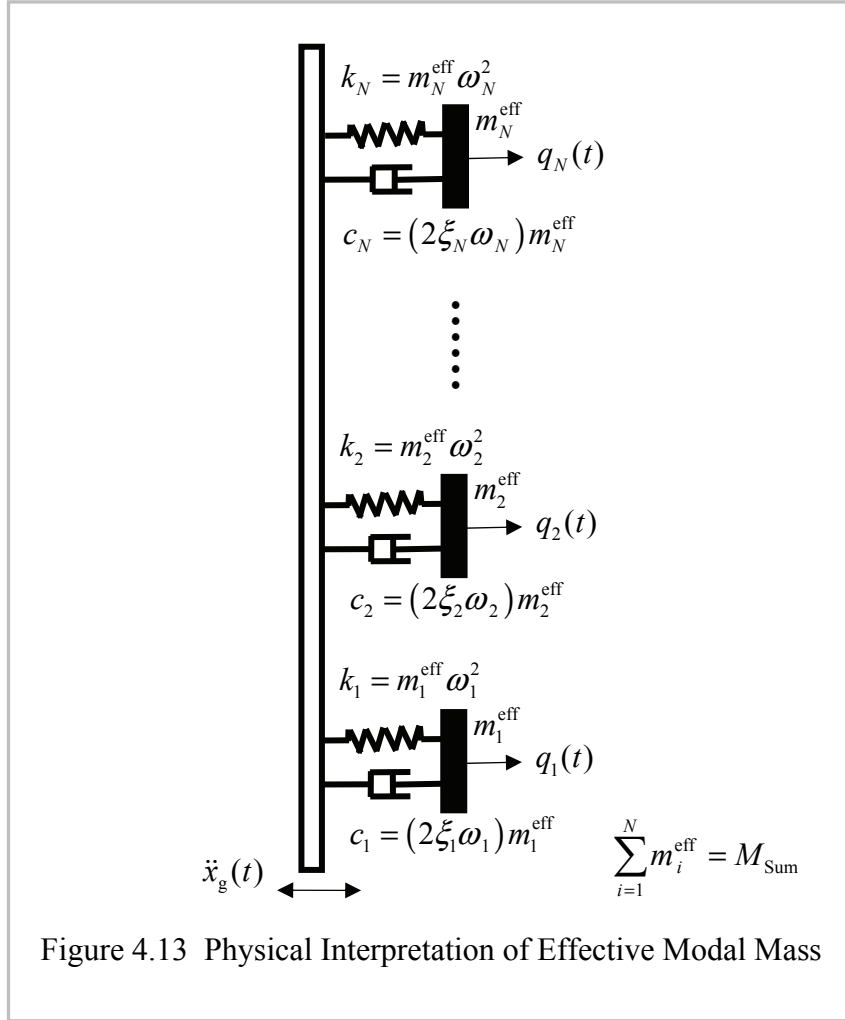 k_N = m_N^eff ω_N^2
m_N^eff
q_N(t)
c_N = (2ξ_N ω_N) m_N^eff
k_2 = m_2^eff ω_2^2
m_2^eff
q_2(t)
c_2 = (2ξ_2 ω_2) m_2^eff
k_1 = m_1^eff ω_1^2
m_1^eff
q_1(t)
c_1 = (2ξ_1 ω_1) m_1^eff
ẍ_g(t)
∑_{i=1}^{N} m_i^eff = M_Sum
Figure 4.13 Physical Interpretation of Effective Modal Mass